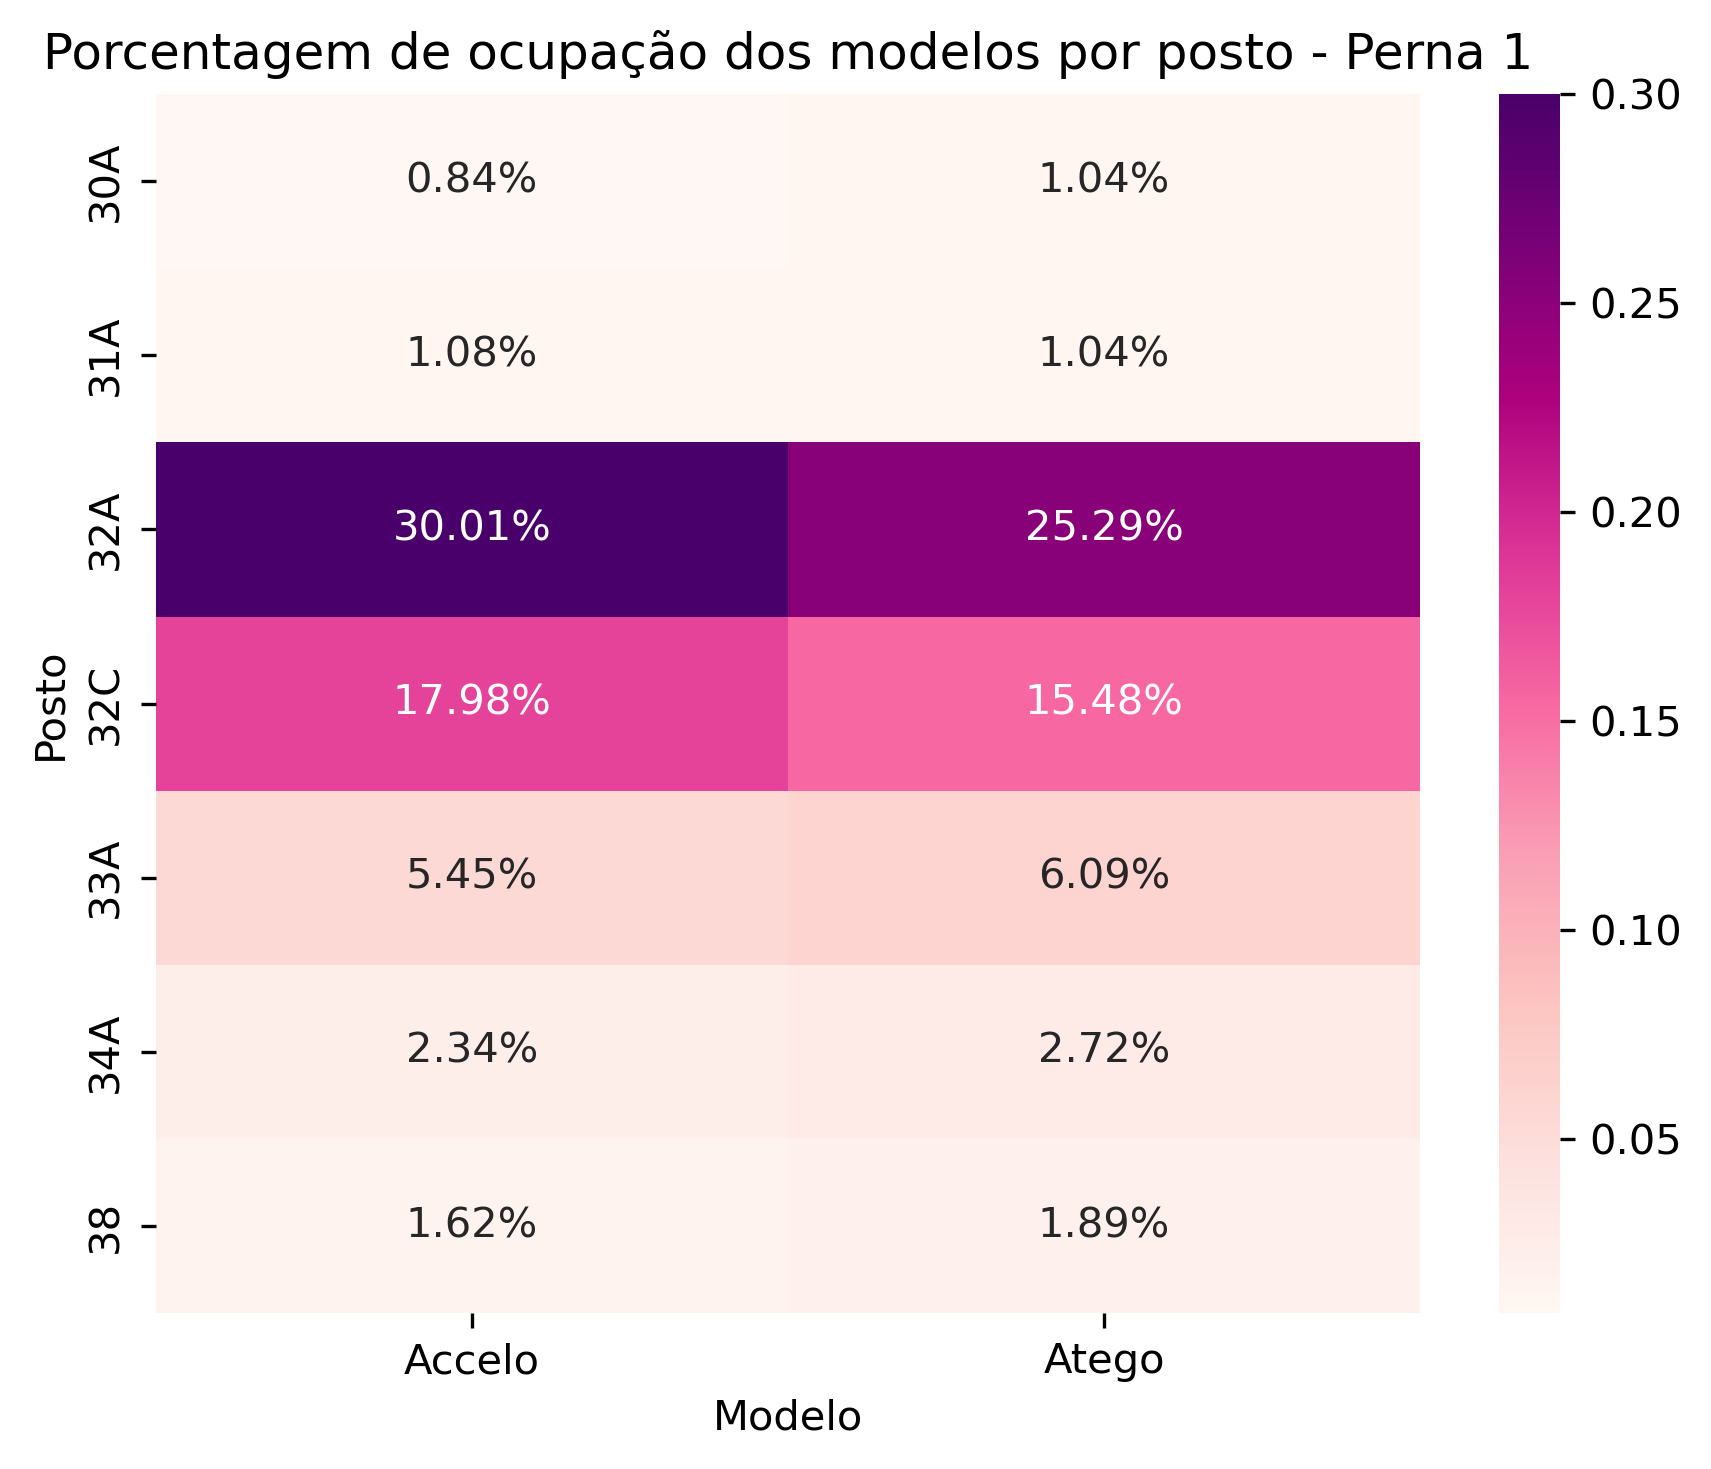 Porcentagem de ocupação dos modelos por posto - Perna 1
30A 0.84% 1.04%
31A 1.08% 1.04%
32A 30.01% 25.29%
32C 17.98% 15.48%
33A 5.45% 6.09%
34A 2.34% 2.72%
38 1.62% 1.89%
Posto
Accelo Atego
Modelo
0.30
0.25
0.20
0.15
0.10
0.05